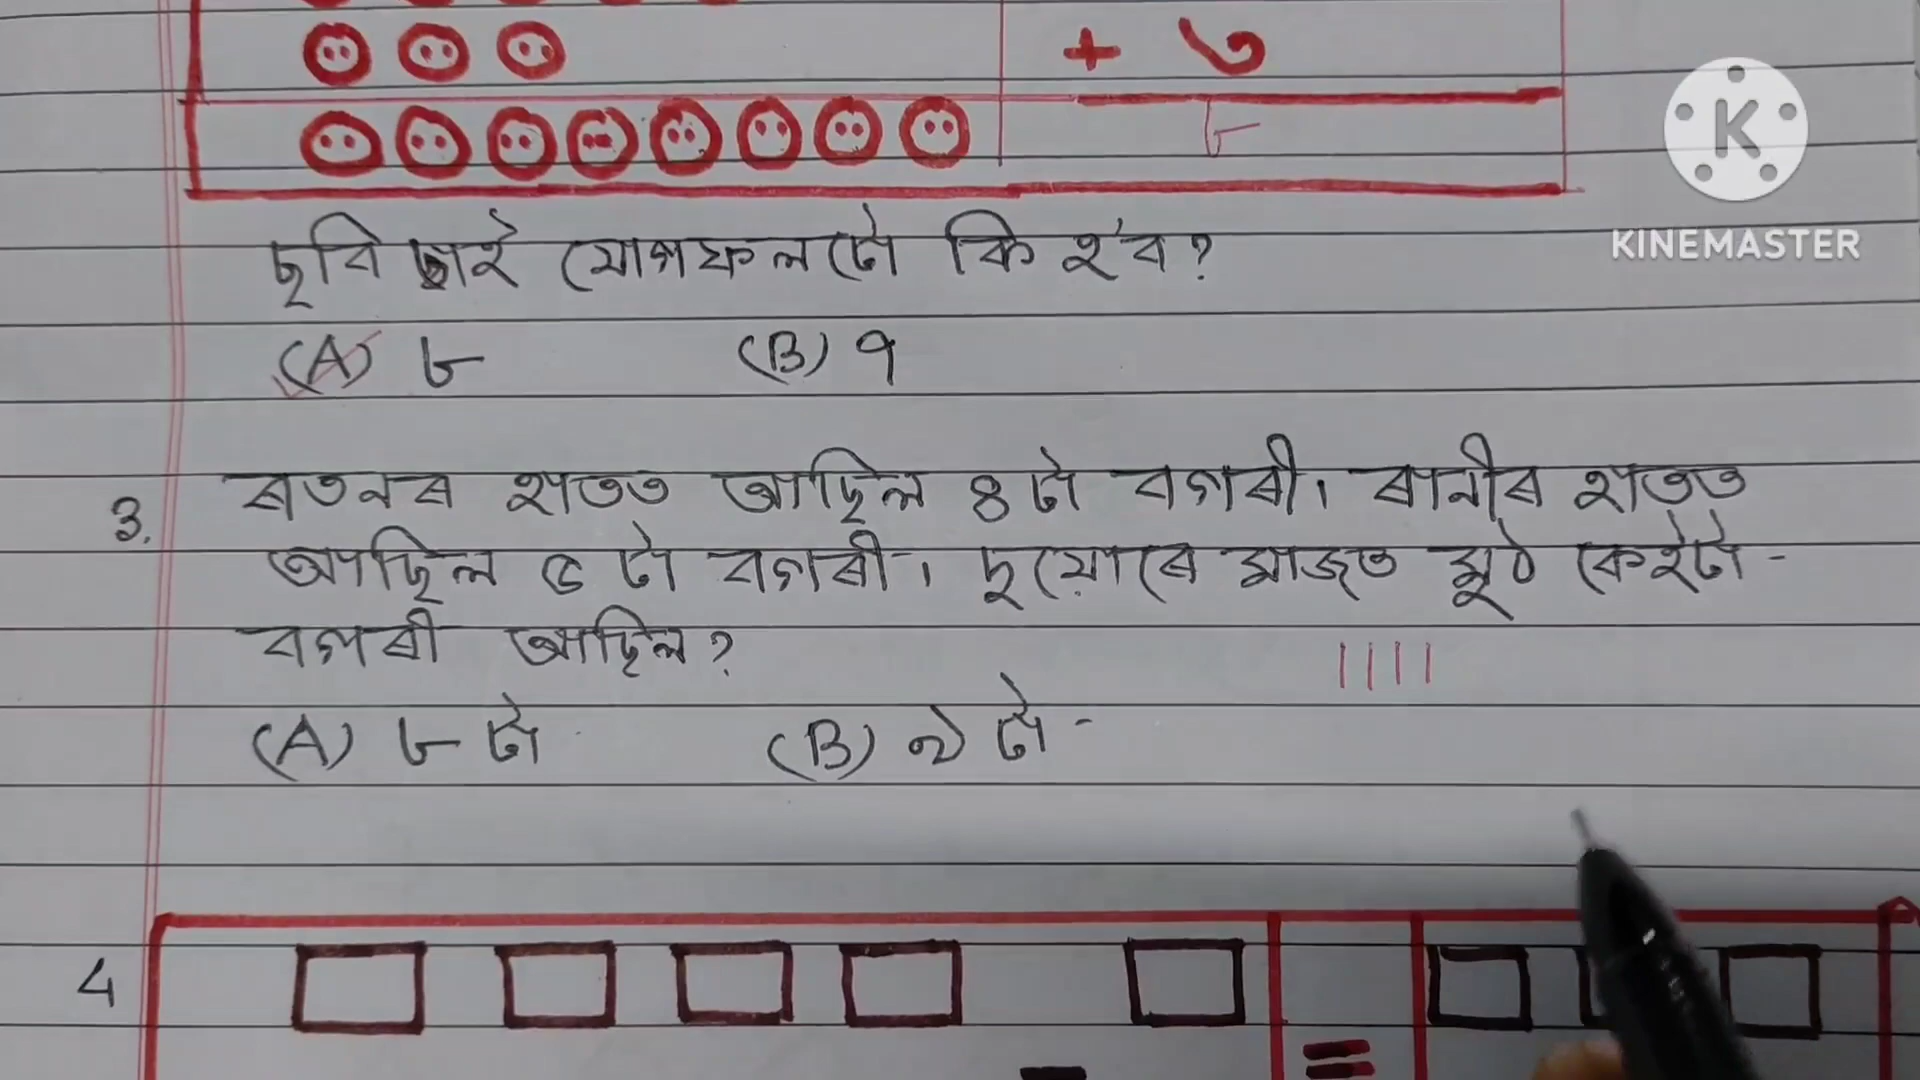 + ৩
৮
KINEMASTER
ছবি চাই যোগফলটো কি হ'ব?
(A) ৮ (B) ৭
3. ৰতনৰ হাতত আছিল ৪ টা বগৰী। ৰানীৰ হাতত
আছিল ৫ টা বগৰী। দুয়োৰে মাজত মুঠ কেইটা-
বগৰী আছিল?
(A) ৮ টা (B) ৯ টা -
4
- =